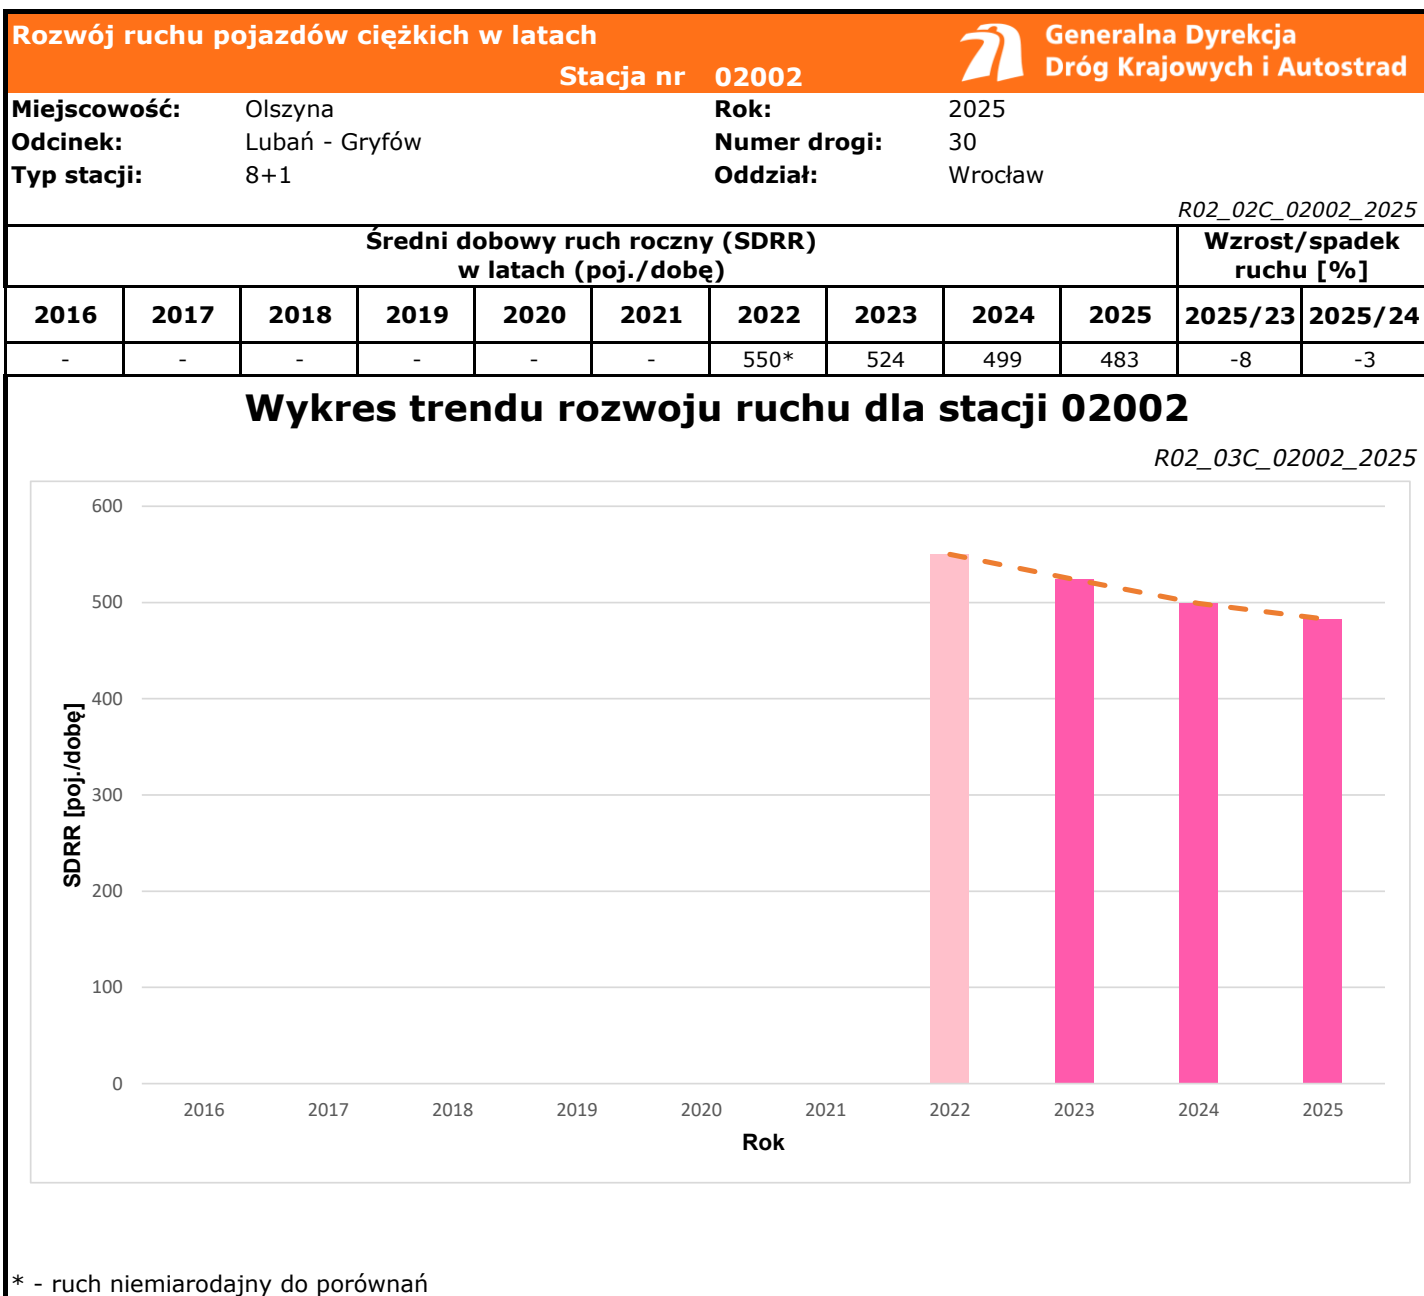 Rozwój ruchu pojazdów ciężkich w latach
Stacja nr 02002
Generalna Dyrekcja
Dróg Krajowych i Autostrad
Miejscowość: Olszyna Rok: 2025
Odcinek: Lubań - Gryfów Numer drogi: 30
Typ stacji: 8+1 Oddział: Wrocław
R02_02C_02002_2025
Średni dobowy ruch roczny (SDRR)
w latach (poj./dobę)
Wzrost/spadek
ruchu [%]
2016 2017 2018 2019 2020 2021 2022 2023 2024 2025 2025/23 2025/24
- - - - - - 550* 524 499 483 -8 -3
Wykres trendu rozwoju ruchu dla stacji 02002
R02_03C_02002_2025
600
500
400
300
200
100
0
SDRR [poj./dobę]
2016 2017 2018 2019 2020 2021 2022 2023 2024 2025
Rok
* - ruch niemiarodajny do porównań